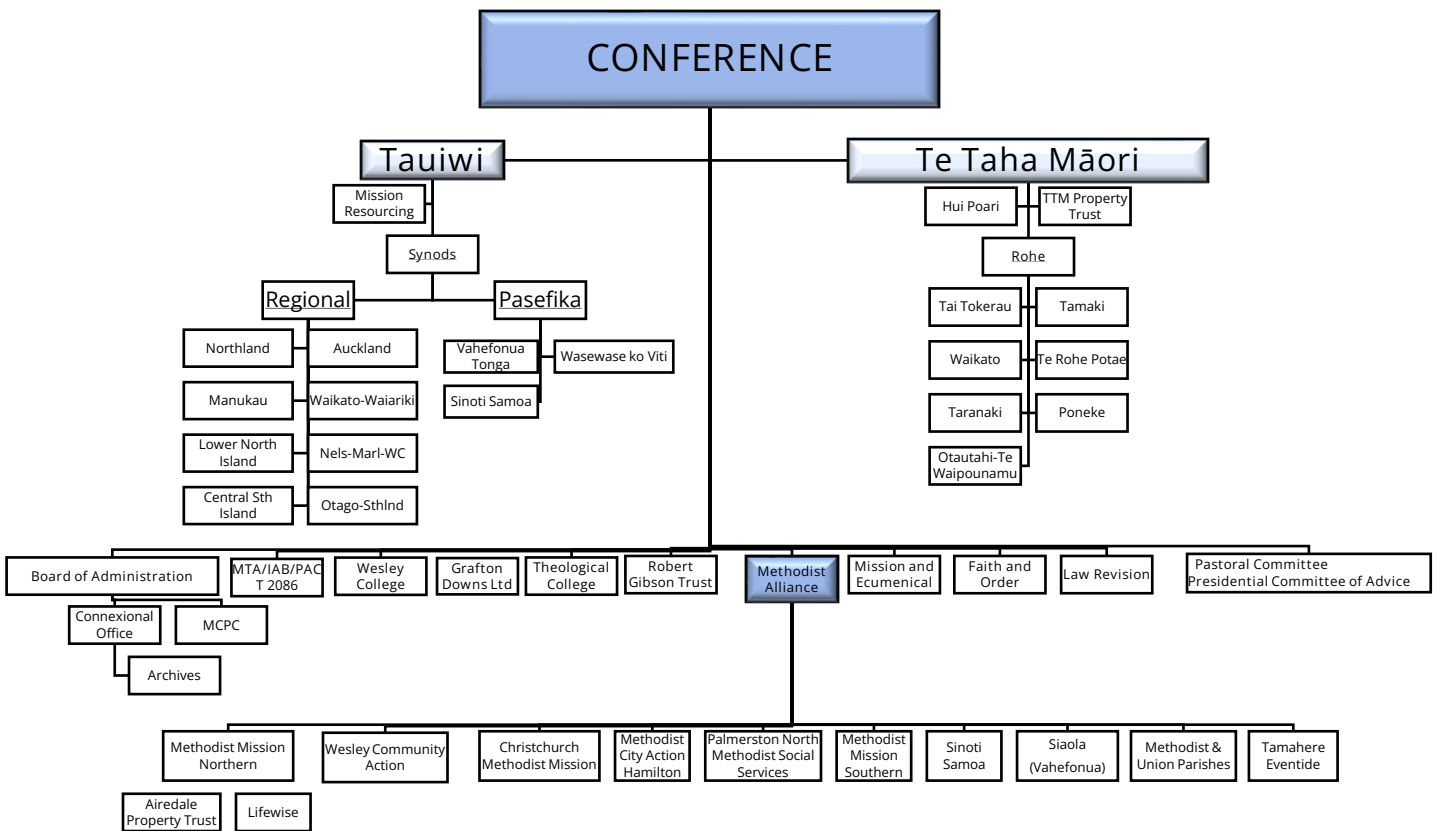 CONFERENCE
Tauiwi
Te Taha Māori
Mission
Resourcing
Hui Poari
TTM Property
Trust
Synods
Rohe
Regional
Pasefika
Northland
Auckland
Manukau
Waikato-Waiariki
Lower North
Island
Nels-Marl-WC
Central Sth
Island
Otago-Sthlnd
Vahefonua
Tonga
Wasewase ko Viti
Sinoti Samoa
Tai Tokerau
Tamaki
Waikato
Te Rohe Potae
Taranaki
Poneke
Otautahi-Te
Waipounamu
Board of Administration
MTA/IAB/PAC
T 2086
Wesley
College
Grafton
Downs Ltd
Theological
College
Robert
Gibson Trust
Methodist
Alliance
Mission and
Ecumenical
Faith and
Order
Law Revision
Pastoral Committee
Presidential Committee of Advice
Connexional
Office
MCPC
Archives
Methodist Mission
Northern
Wesley Community
Action
Christchurch
Methodist Mission
Methodist
City Action
Hamilton
Palmerston North
Methodist Social
Services
Methodist
Mission
Southern
Sinoti
Samoa
Siaola
(Vahefonua)
Methodist &
Union Parishes
Tamahere
Eventide
Airedale
Property Trust
Lifewise